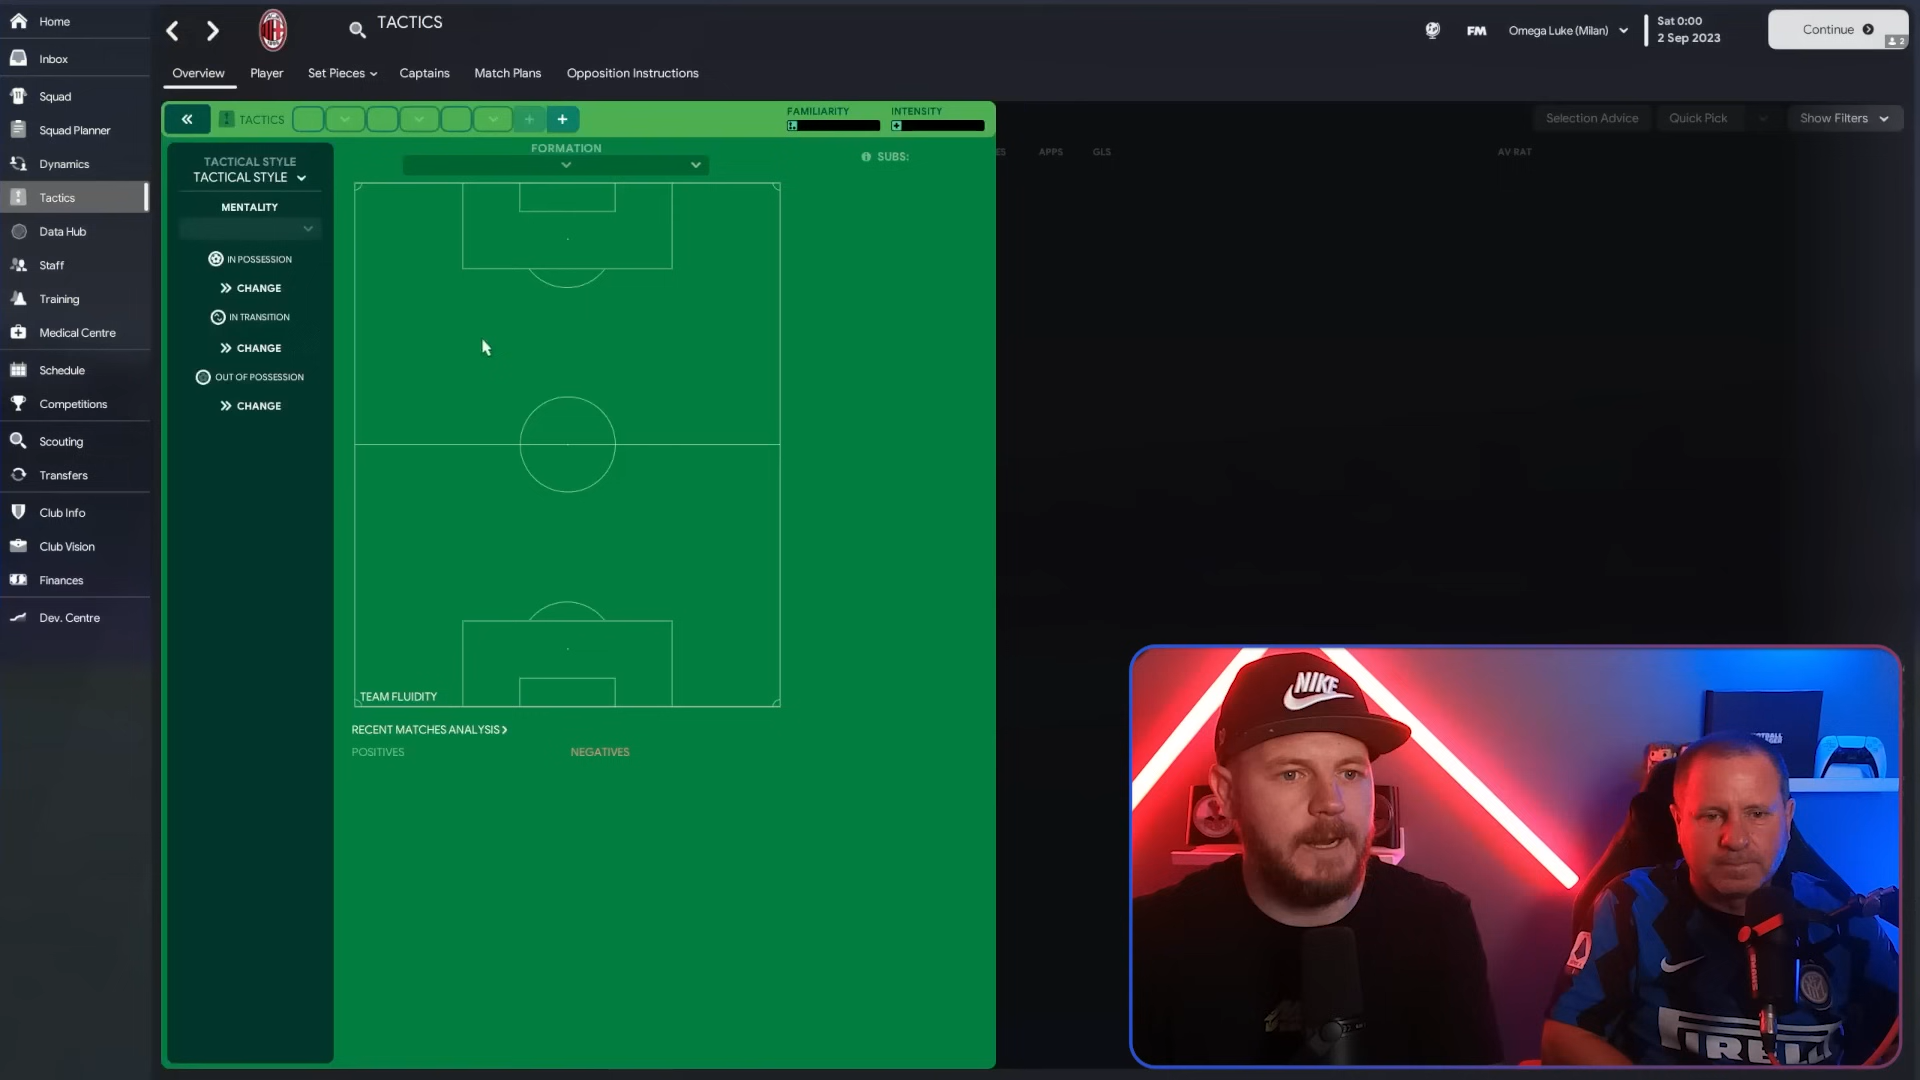 Home
Inbox
Squad
Squad Planner
Dynamics
Tactics
Data Hub
Staff
Training
Medical Centre
Schedule
Competitions
Scouting
Transfers
Club Info
Club Vision
Finances
Dev. Centre
TACTICS
FM
Omega Luke (Milan)
Sat 0:00
2 Sep 2023
Continue
2
Overview
Player
Set Pieces
Captains
Match Plans
Opposition Instructions
TACTICS
FAMILIARITY
INTENSITY
Selection Advice
Quick Pick
Show Filters
TACTICAL STYLE
TACTICAL STYLE
MENTALITY
IN POSSESSION
CHANGE
IN TRANSITION
CHANGE
OUT OF POSSESSION
CHANGE
FORMATION
SUBS:
ES
APPS
GLS
AV RAT
TEAM FLUIDITY
RECENT MATCHES ANALYSIS
POSITIVES
NEGATIVES
NIKE
IRELLI